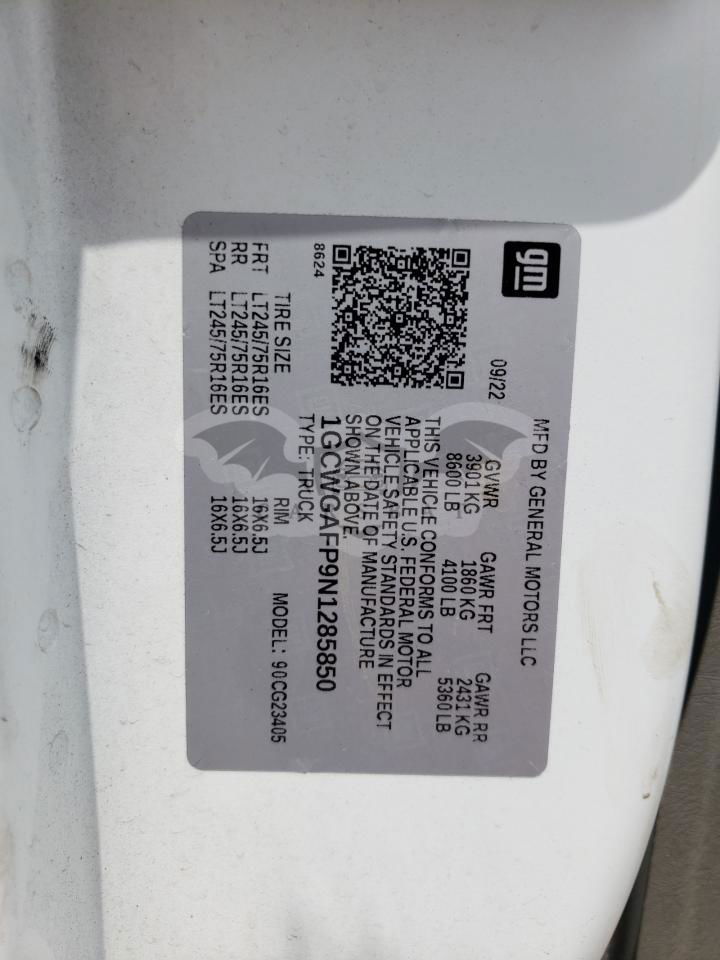 gm
MFD BY GENERAL MOTORS LLC
09/22
GVWR GAWR FRT GAWR RR
3901 KG 1860 KG 2431 KG
8600 LB 4100 LB 5360 LB
THIS VEHICLE CONFORMS TO ALL
APPLICABLE U.S. FEDERAL MOTOR
VEHICLE SAFETY STANDARDS IN EFFECT
ON THE DATE OF MANUFACTURE
SHOWN ABOVE.
1GCWGAFP9N1285850
8624
TYPE: TRUCK MODEL: 90CG23405
TIRE SIZE RIM
FRT LT245/75R16ES 16X6.5J
RR LT245/75R16ES 16X6.5J
SPA LT245/75R16ES 16X6.5J